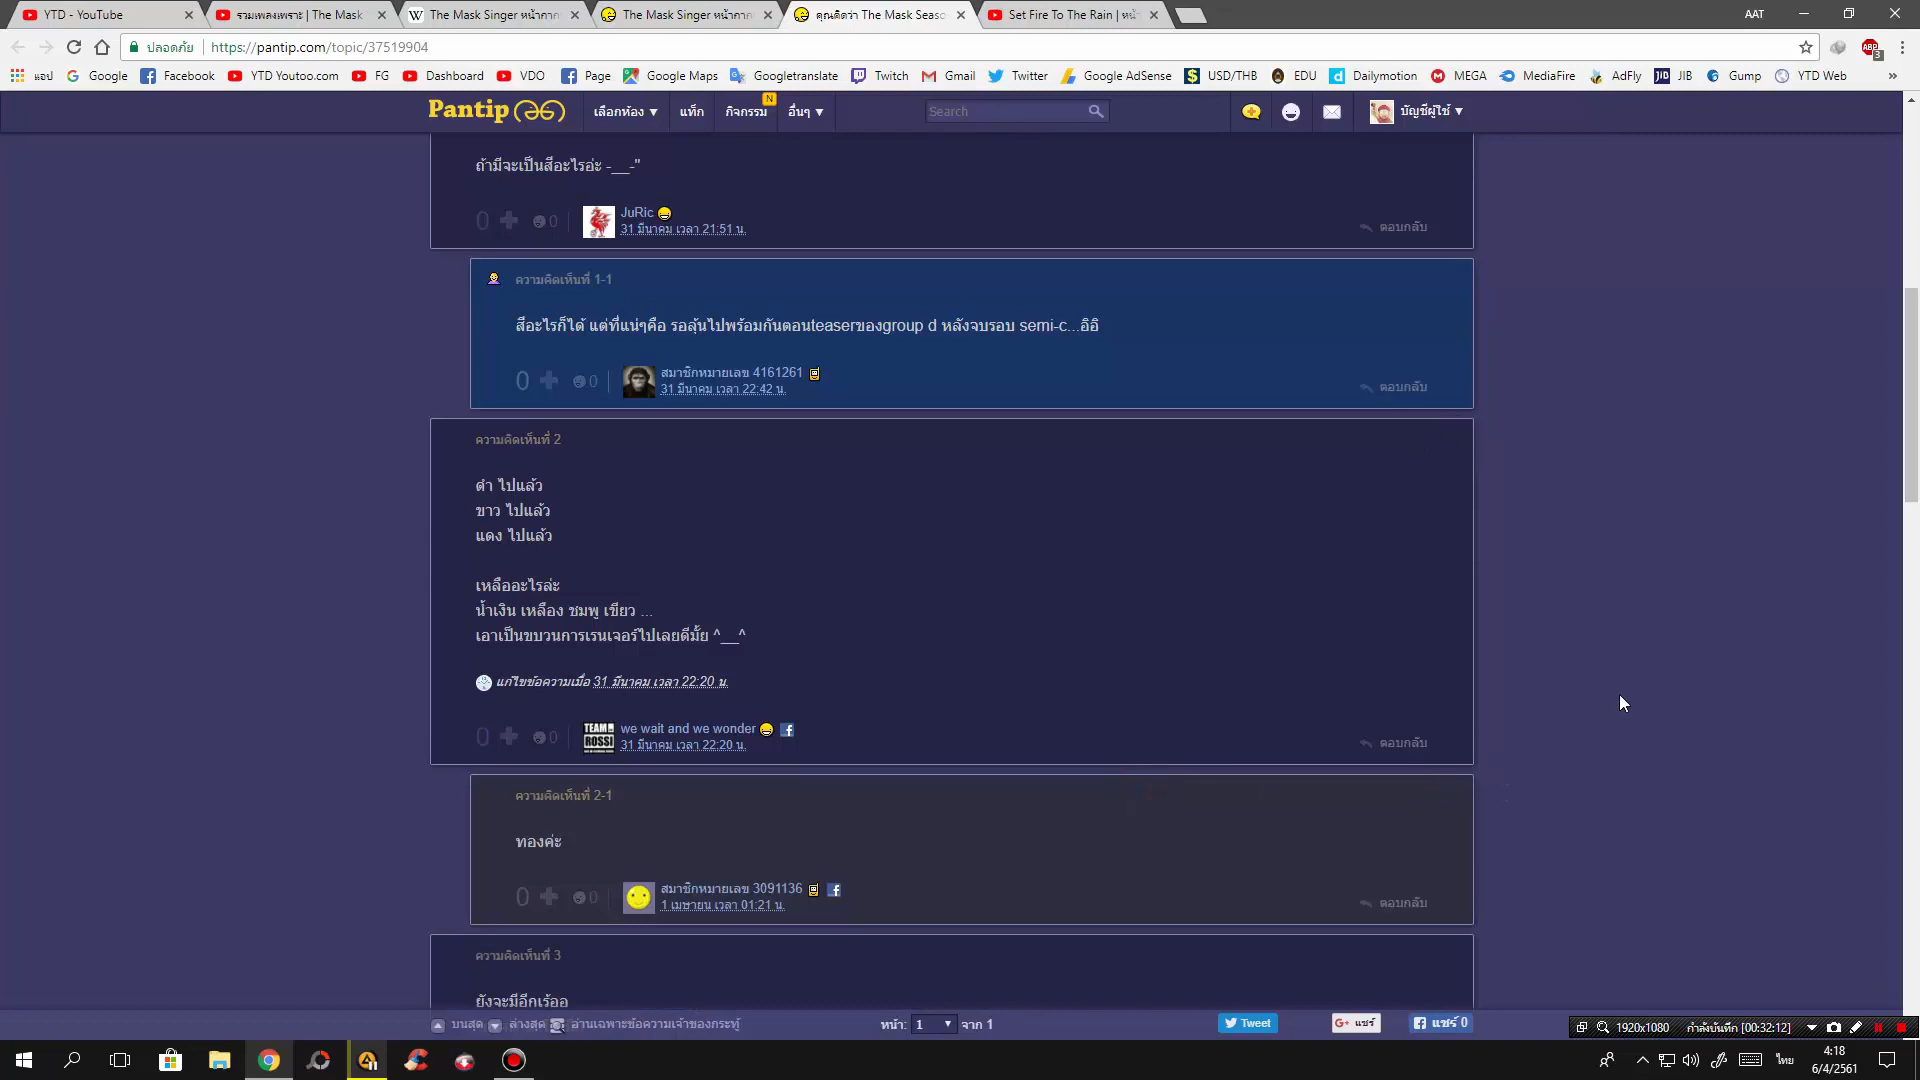 YTD - YouTube
รวมเพลงเพราะ | The Mask
The Mask Singer หน้ากาก
The Mask Singer หน้ากาก
คุณคิดว่า The Mask Seaso
Set Fire To The Rain | หน้า
AAT
ปลอดภัย
https://pantip.com/topic/37519904
แอป
Google
Facebook
YTD Youtoo.com
FG
Dashboard
VDO
Page
Google Maps
Googletranslate
Twitch
Gmail
Twitter
Google AdSense
USD/THB
EDU
Dailymotion
MEGA
MediaFire
AdFly
JIB
Gump
YTD Web
Pantip
เลือกห้อง ▼
แท็ก
กิจกรรม
N
อื่นๆ ▼
Search
บัญชีผู้ใช้ ▼
ถ้ามีจะเป็นสีอะไรอ่ะ -__-"
0
0
JuRic
31 มีนาคม เวลา 21:51 น.
ตอบกลับ
ความคิดเห็นที่ 1-1
สีอะไรก็ได้ แต่ที่แน่ๆคือ รอลุ้นไปพร้อมกันตอนteaserของgroup d หลังจบรอบ semi-c...อิอิ
0
0
สมาชิกหมายเลข 4161261
31 มีนาคม เวลา 22:42 น.
ตอบกลับ
ความคิดเห็นที่ 2
ดำ ไปแล้ว
ขาว ไปแล้ว
แดง ไปแล้ว
เหลืออะไรล่ะ
น้ำเงิน เหลือง ชมพู เขียว ...
เอาเป็นขบวนการเรนเจอร์ไปเลยดีมั้ย ^__^
แก้ไขข้อความเมื่อ 31 มีนาคม เวลา 22:20 น.
0
0
TEAM
ROSSI
we wait and we wonder
31 มีนาคม เวลา 22:20 น.
ตอบกลับ
ความคิดเห็นที่ 2-1
ทองค่ะ
0
0
สมาชิกหมายเลข 3091136
1 เมษายน เวลา 01:21 น.
ตอบกลับ
ความคิดเห็นที่ 3
ยังจะมีอีกเร้ออ
บนสุด
ล่างสุด
อ่านเฉพาะข้อความเจ้าของกระทู้
หน้า: 1 จาก 1
Tweet
G+ แชร์
แชร์ 0
1920x1080
กำลังบันทึก [00:32:12]
ไทย
4:18
6/4/2561